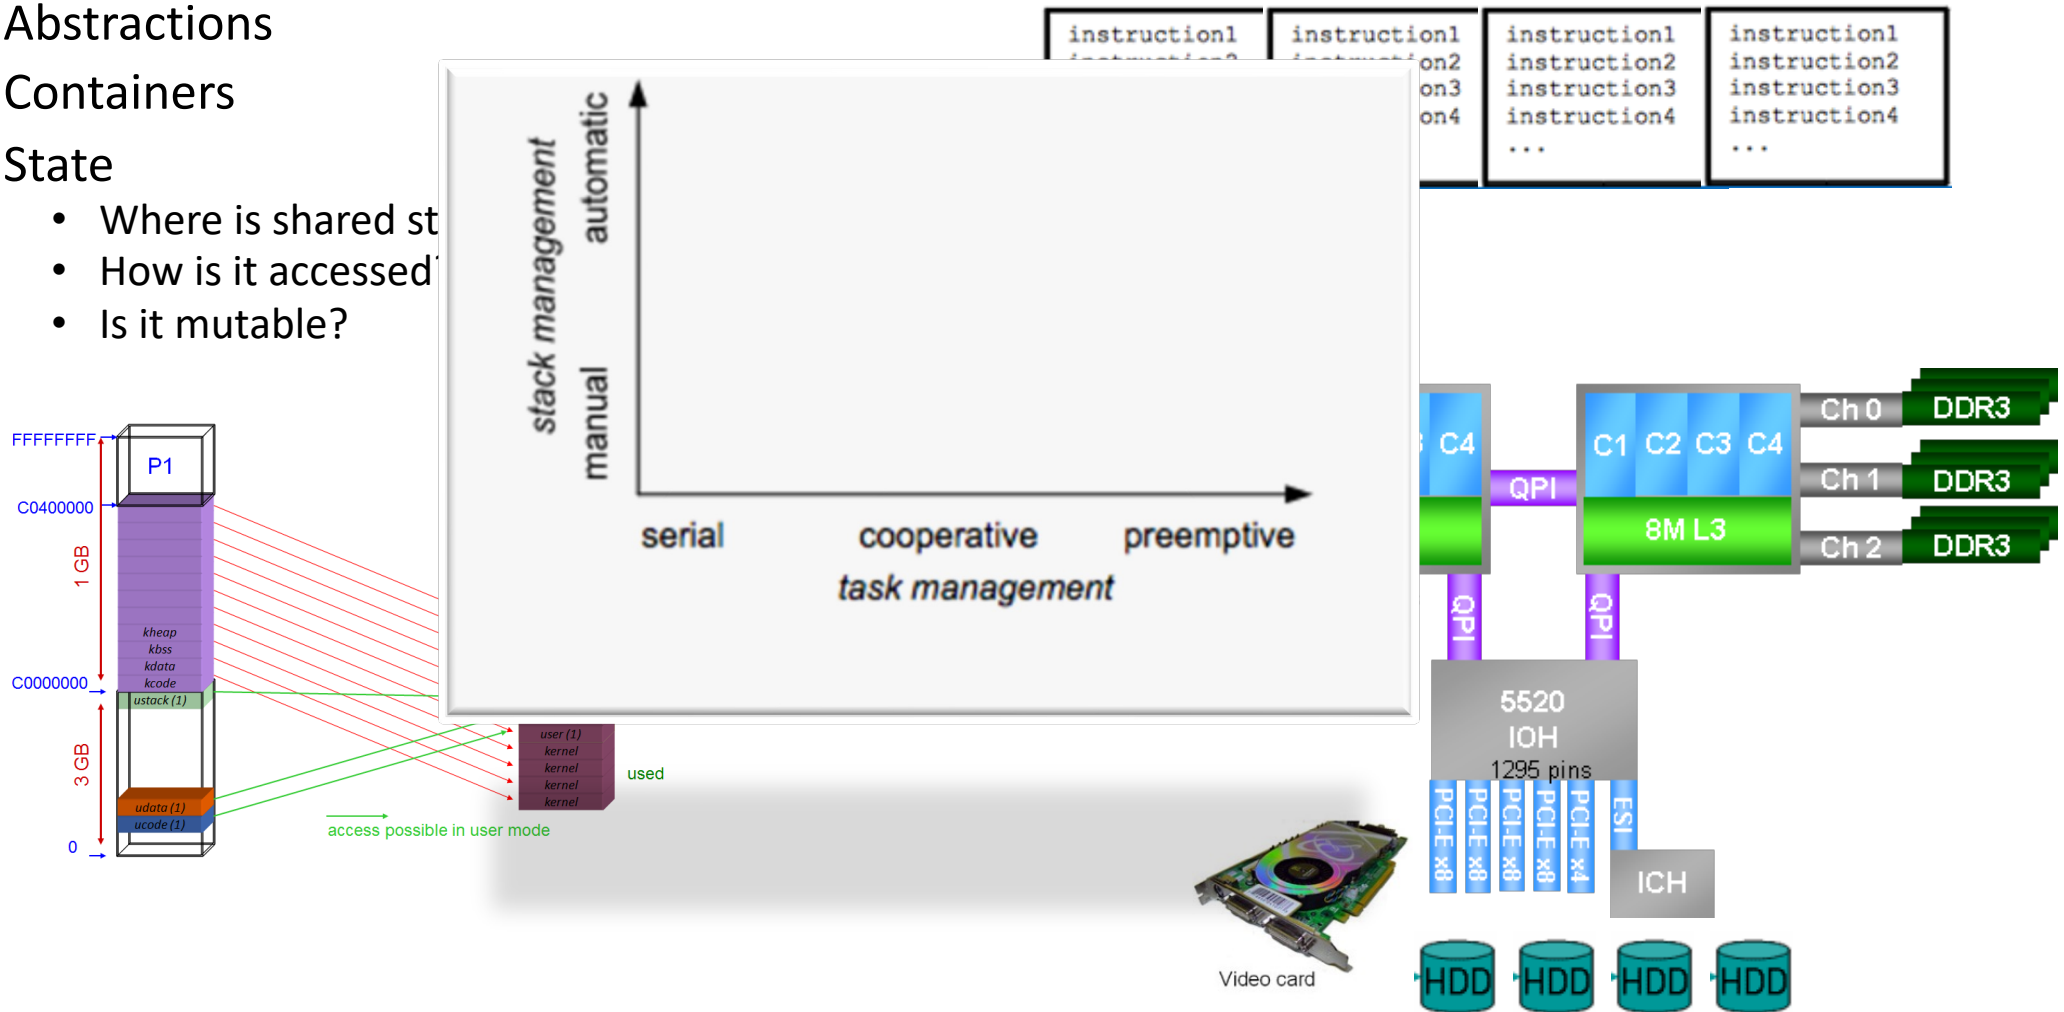 Abstractions
Containers
State
• Where is shared st
• How is it accessed
• Is it mutable?
instruction1
instruction1
on2
on3
on4
instruction1
instruction2
instruction3
instruction4
...
instruction1
instruction2
instruction3
instruction4
...
stack management
automatic
manual
serial
cooperative
preemptive
task management
FFFFFFFF
P1
C0400000
1 GB
kheap
kbss
kdata
kcode
C0000000
ustack (1)
3 GB
udata (1)
ucode (1)
0
user (1)
kernel
kernel
kernel
kernel
used
access possible in user mode
C4
QPI
C1 C2 C3 C4
8M L3
Ch 0
DDR3
Ch 1
DDR3
Ch 2
DDR3
QPI
QPI
5520
IOH
1295 pins
PCI-E x8
PCI-E x8
PCI-E x8
PCI-E x8
PCI-E x4
ESI
ICH
Video card
HDD
HDD
HDD
HDD